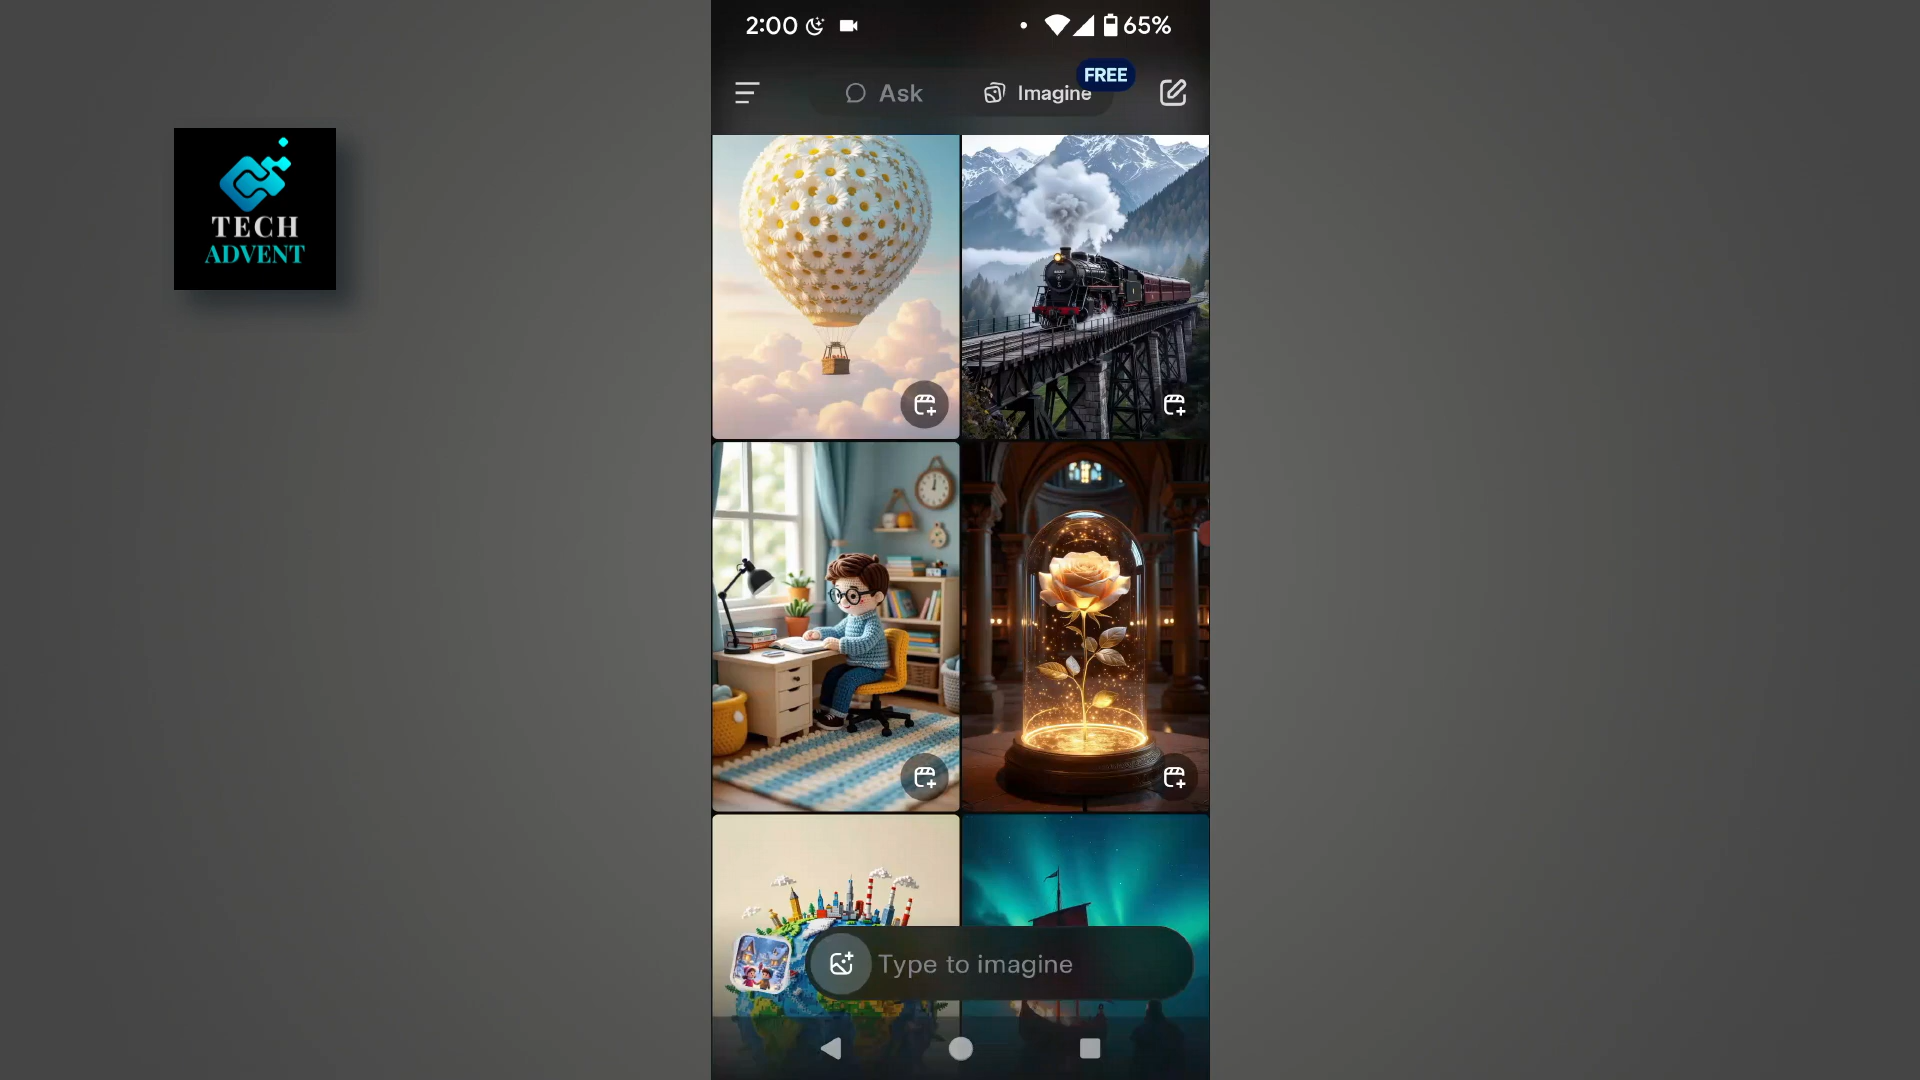 2:00
65%
Ask
Imagine
FREE
TECH
ADVENT
Type to imagine